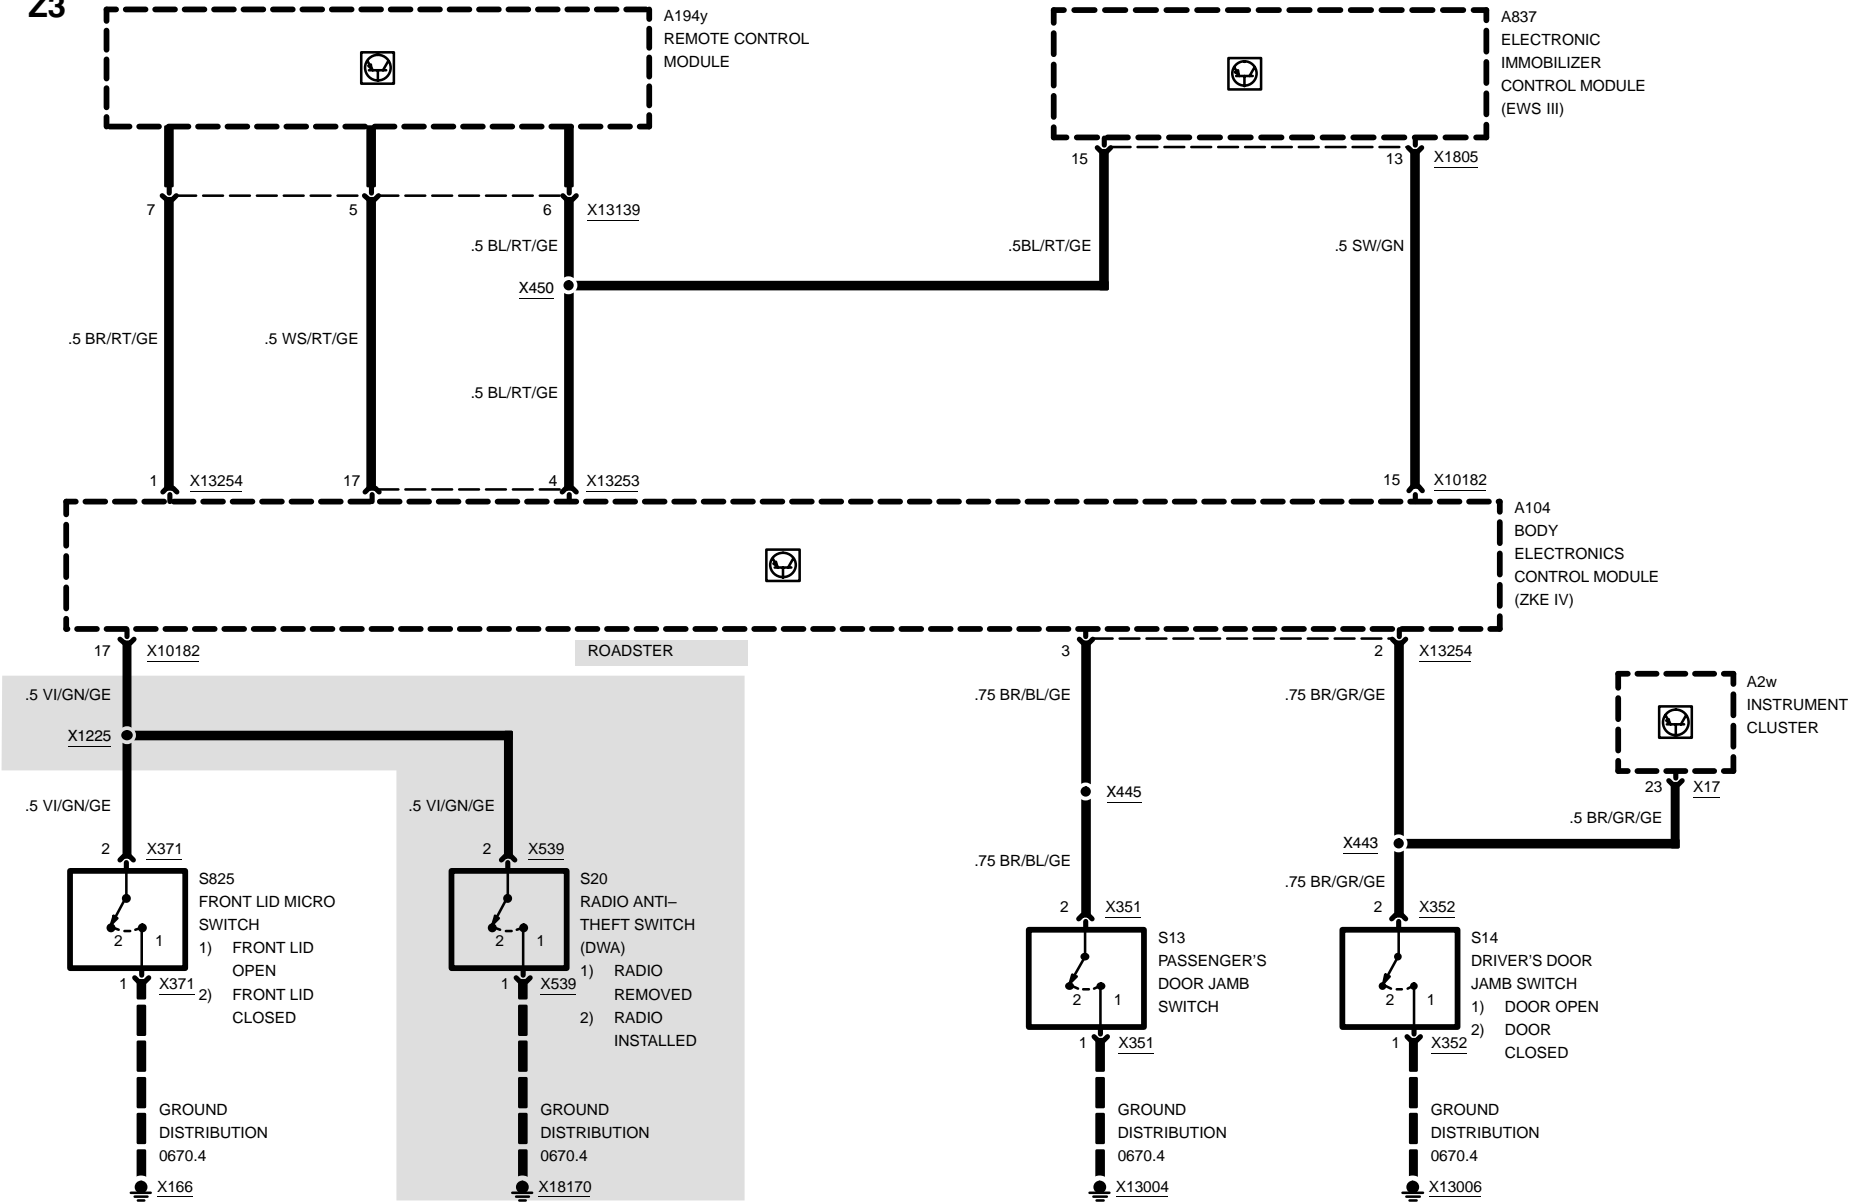 Z3
A194y
REMOTE CONTROL
MODULE
A837
ELECTRONIC
IMMOBILIZER
CONTROL MODULE
(EWS III)
15
13
X1805
7
5
6
X13139
.5 BL/RT/GE
.5BL/RT/GE
.5 SW/GN
X450
.5 BR/RT/GE
.5 WS/RT/GE
.5 BL/RT/GE
1
X13254
17
4
X13253
15
X10182
A104
BODY
ELECTRONICS
CONTROL MODULE
(ZKE IV)
17
X10182
ROADSTER
3
2
X13254
.5 VI/GN/GE
.75 BR/BL/GE
.75 BR/GR/GE
A2w
INSTRUMENT
CLUSTER
X1225
23
X17
X445
.5 VI/GN/GE
.5 VI/GN/GE
.5 BR/GR/GE
X443
2
X371
2
X539
.75 BR/BL/GE
.75 BR/GR/GE
S825
FRONT LID MICRO
SWITCH
1) FRONT LID
OPEN
2) FRONT LID
CLOSED
2
1
1
X371
S20
RADIO ANTI–
THEFT SWITCH
(DWA)
1) RADIO
REMOVED
2) RADIO
INSTALLED
2
1
1
X539
2
X351
2
X352
S13
PASSENGER'S
DOOR JAMB
SWITCH
2
1
1
X351
S14
DRIVER'S DOOR
JAMB SWITCH
1) DOOR OPEN
2) DOOR
CLOSED
2
1
1
X352
GROUND
DISTRIBUTION
0670.4
X166
GROUND
DISTRIBUTION
0670.4
X18170
GROUND
DISTRIBUTION
0670.4
X13004
GROUND
DISTRIBUTION
0670.4
X13006